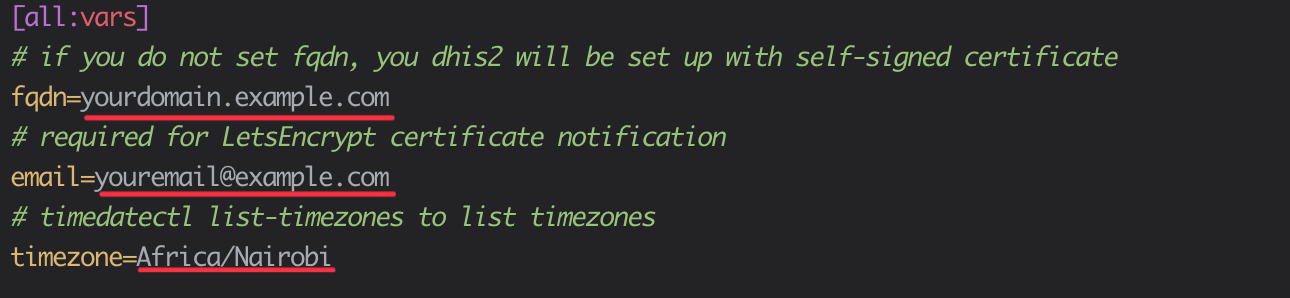 [all:vars]
# if you do not set fqdn, you dhis2 will be set up with self-signed certificate
fqdn=yourdomain.example.com
# required for LetsEncrypt certificate notification
email=youremail@example.com
# timedatectl list-timezones to list timezones
timezone=Africa/Nairobi